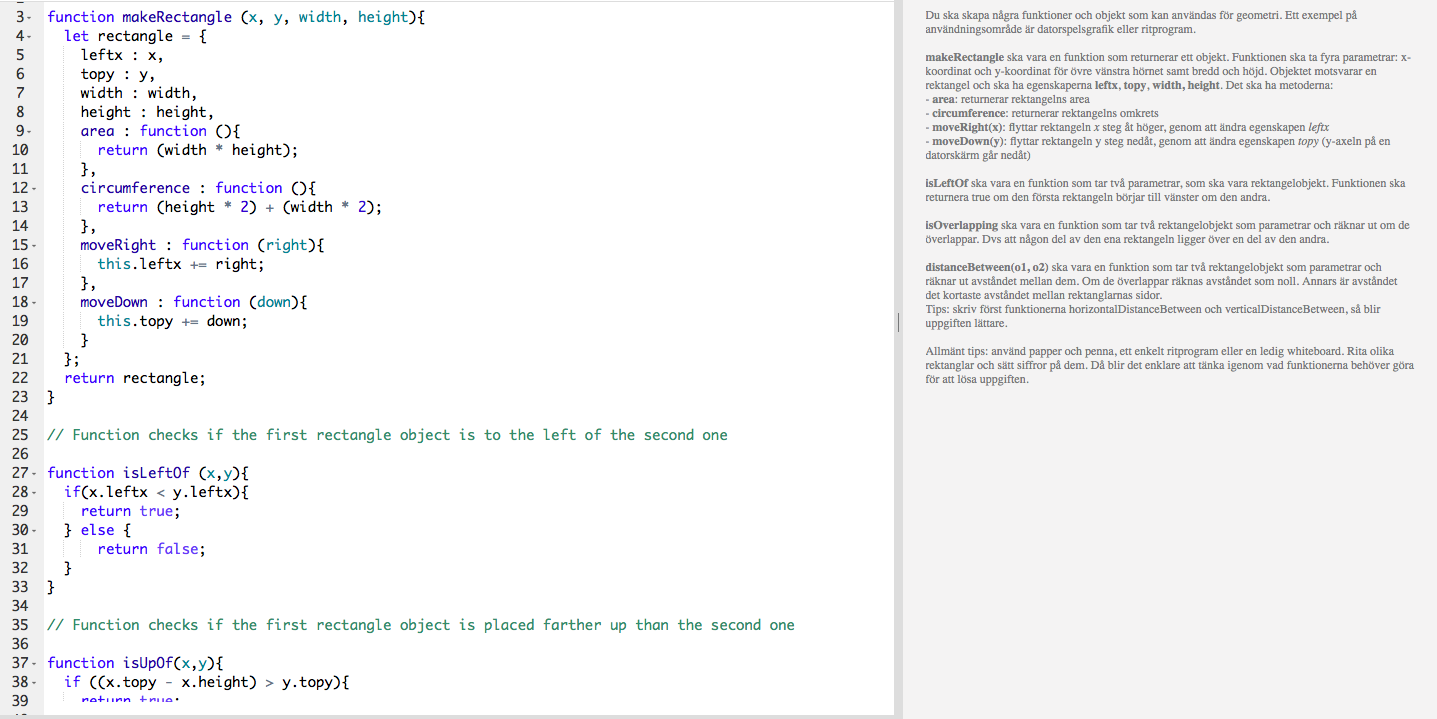 3 function makeRectangle (x, y, width, height){
4 let rectangle = {
5 leftx : x,
6 topy : y,
7 width : width,
8 height : height,
9 area : function (){
10 return (width * height);
11 },
12 circumference : function (){
13 return (height * 2) + (width * 2);
14 },
15 moveRight : function (right){
16 this.leftx += right;
17 },
18 moveDown : function (down){
19 this.topy += down;
20 }
21 };
22 return rectangle;
23 }
24
25 // Function checks if the first rectangle object is to the left of the second one
26
27 function isLeftOf (x,y){
28 if(x.leftx < y.leftx){
29 return true;
30 } else {
31 return false;
32 }
33 }
34
35 // Function checks if the first rectangle object is placed farther up than the second one
36
37 function isUpOf(x,y){
38 if ((x.topy - x.height) > y.topy){
39 return true;
Du ska skapa några funktioner och objekt som kan användas för geometri. Ett exempel på
användningsområde är datorspelsgrafik eller ritprogram.
makeRectangle ska vara en funktion som returnerar ett objekt. Funktionen ska ta fyra parametrar: x-
koordinat och y-koordinat för övre vänstra hörnet samt bredd och höjd. Objektet motsvarar en
rektangel och ska ha egenskaperna leftx, topy, width, height. Det ska ha metoderna:
- area: returnerar rektangelns area
- circumference: returnerar rektangelns omkrets
- moveRight(x): flyttar rektangeln x steg åt höger, genom att ändra egenskapen leftx
- moveDown(y): flyttar rektangeln y steg nedåt, genom att ändra egenskapen topy (y-axeln på en
datorskärm går nedåt)
isLeftOf ska vara en funktion som tar två parametrar, som ska vara rektangelobjekt. Funktionen ska
returnera true om den första rektangeln börjar till vänster om den andra.
isOverlapping ska vara en funktion som tar två rektangelobjekt som parametrar och räknar ut om de
överlappar. Dvs att någon del av den ena rektangeln ligger över en del av den andra.
distanceBetween(o1, o2) ska vara en funktion som tar två rektangelobjekt som parametrar och
räknar ut avståndet mellan dem. Om de överlappar räknas avståndet som noll. Annars är avståndet
det kortaste avståndet mellan rektanglarnas sidor.
Tips: skriv först funktionerna horizontalDistanceBetween och verticalDistanceBetween, så blir
uppgiften lättare.
Allmänt tips: använd papper och penna, ett enkelt ritprogram eller en ledig whiteboard. Rita olika
rektanglar och sätt siffror på dem. Då blir det enklare att tänka igenom vad funktionerna behöver göra
för att lösa uppgiften.